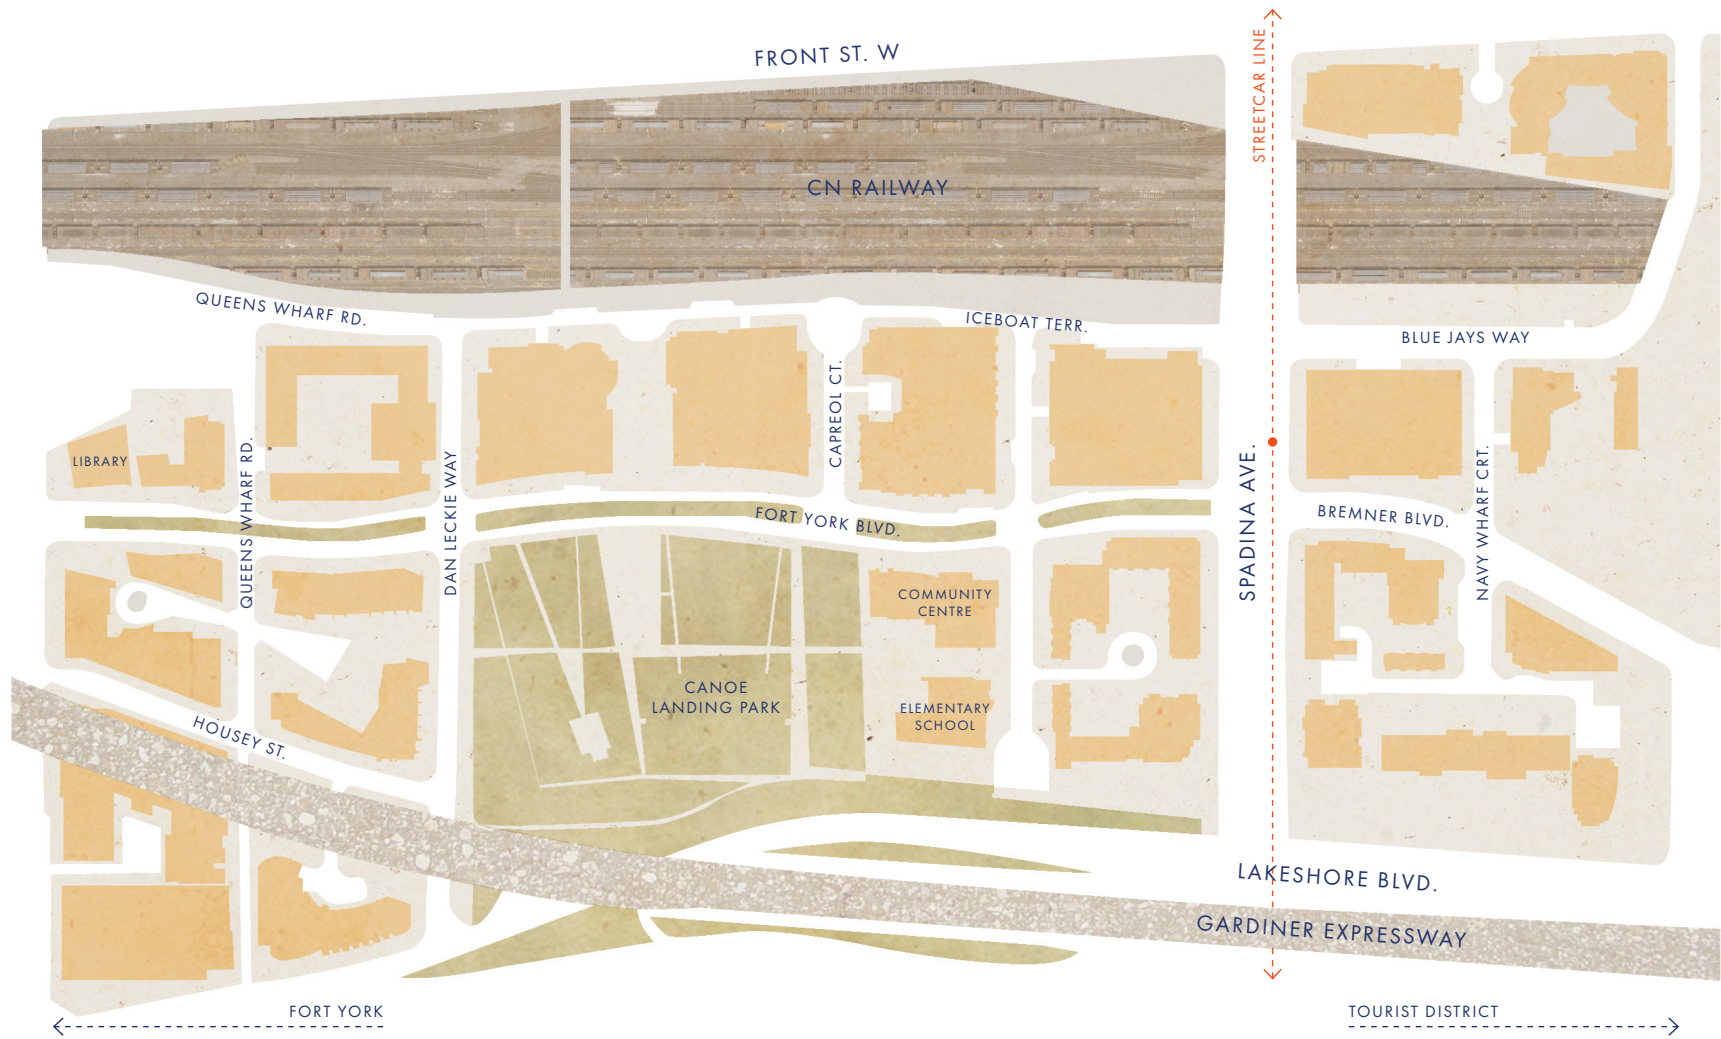 FRONT ST. W
STREETCAR LINE
CN RAILWAY
QUEENS WHARF RD.
ICEBOAT TERR.
BLUE JAYS WAY
CAPREOL CT.
LIBRARY
QUEENS WHARF RD.
DAN LECKIE WAY
SPADINA AVE.
NAVY WHARF CRT.
FORT YORK BLVD.
BREMNER BLVD.
COMMUNITY
CENTRE
CANOE
LANDING PARK
ELEMENTARY
SCHOOL
HOUSEY ST.
LAKESHORE BLVD.
GARDINER EXPRESSWAY
FORT YORK
TOURIST DISTRICT